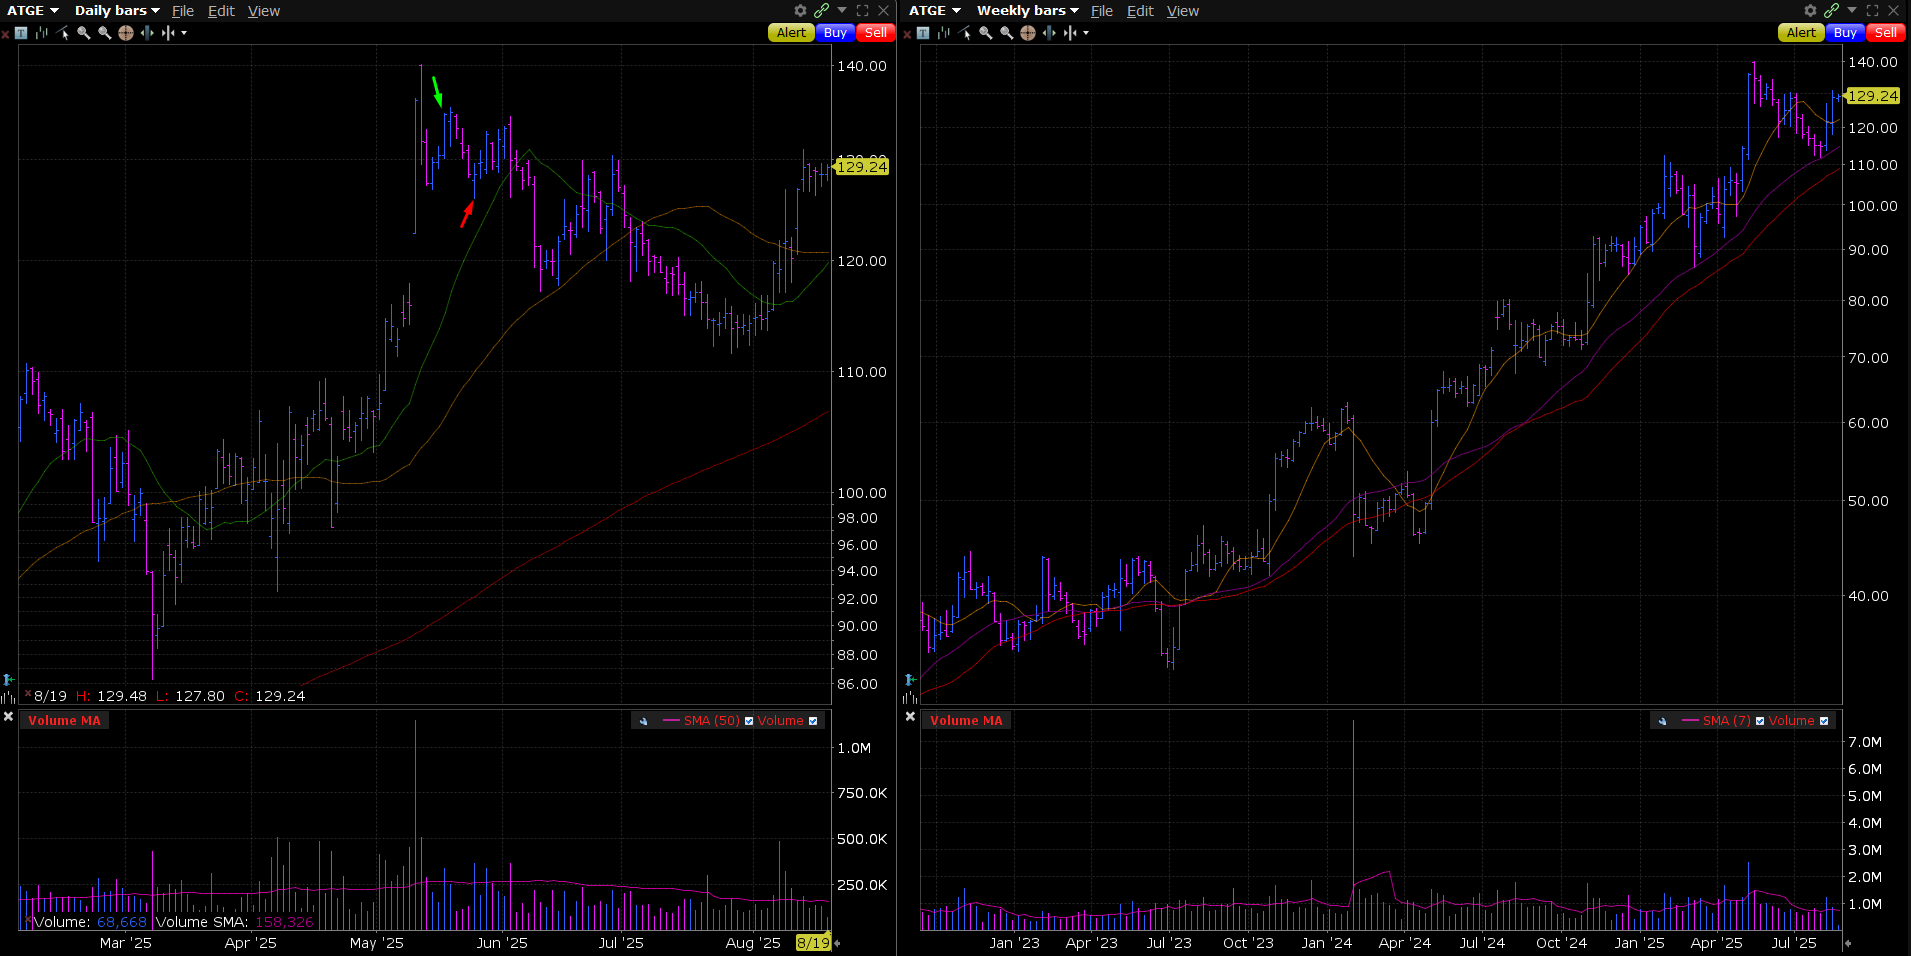 ATGE Daily bars File Edit View
Alert Buy Sell
140.00
130.00
129.24
120.00
110.00
100.00
98.00
96.00
94.00
92.00
90.00
88.00
86.00
8/19 H: 129.48 L: 127.80 C: 129.24
Volume MA
SMA (50) Volume
1.0M
750.0K
500.0K
250.0K
Volume: 68,668 Volume SMA: 158,326
Mar '25 Apr '25 May '25 Jun '25 Jul '25 Aug '25 8/19
ATGE Weekly bars File Edit View
Alert Buy Sell
140.00
129.24
120.00
110.00
100.00
90.00
80.00
70.00
60.00
50.00
40.00
Volume MA
SMA (7) Volume
7.0M
6.0M
5.0M
4.0M
3.0M
2.0M
1.0M
Jan '23 Apr '23 Jul '23 Oct '23 Jan '24 Apr '24 Jul '24 Oct '24 Jan '25 Apr '25 Jul '25